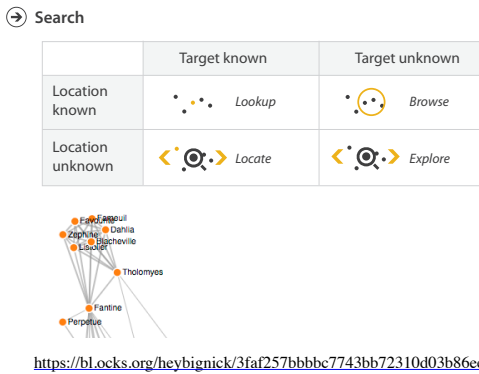 Search
Target known Target unknown
Location known Lookup Browse
Location unknown Locate Explore
Favourite Fameuil
Zephine Dahlia
Blacheville
Listolier
Tholomyes
Fantine
Perpetue
https://bl.ocks.org/heybignick/3faf257bbbbc7743bb72310d03b86ee